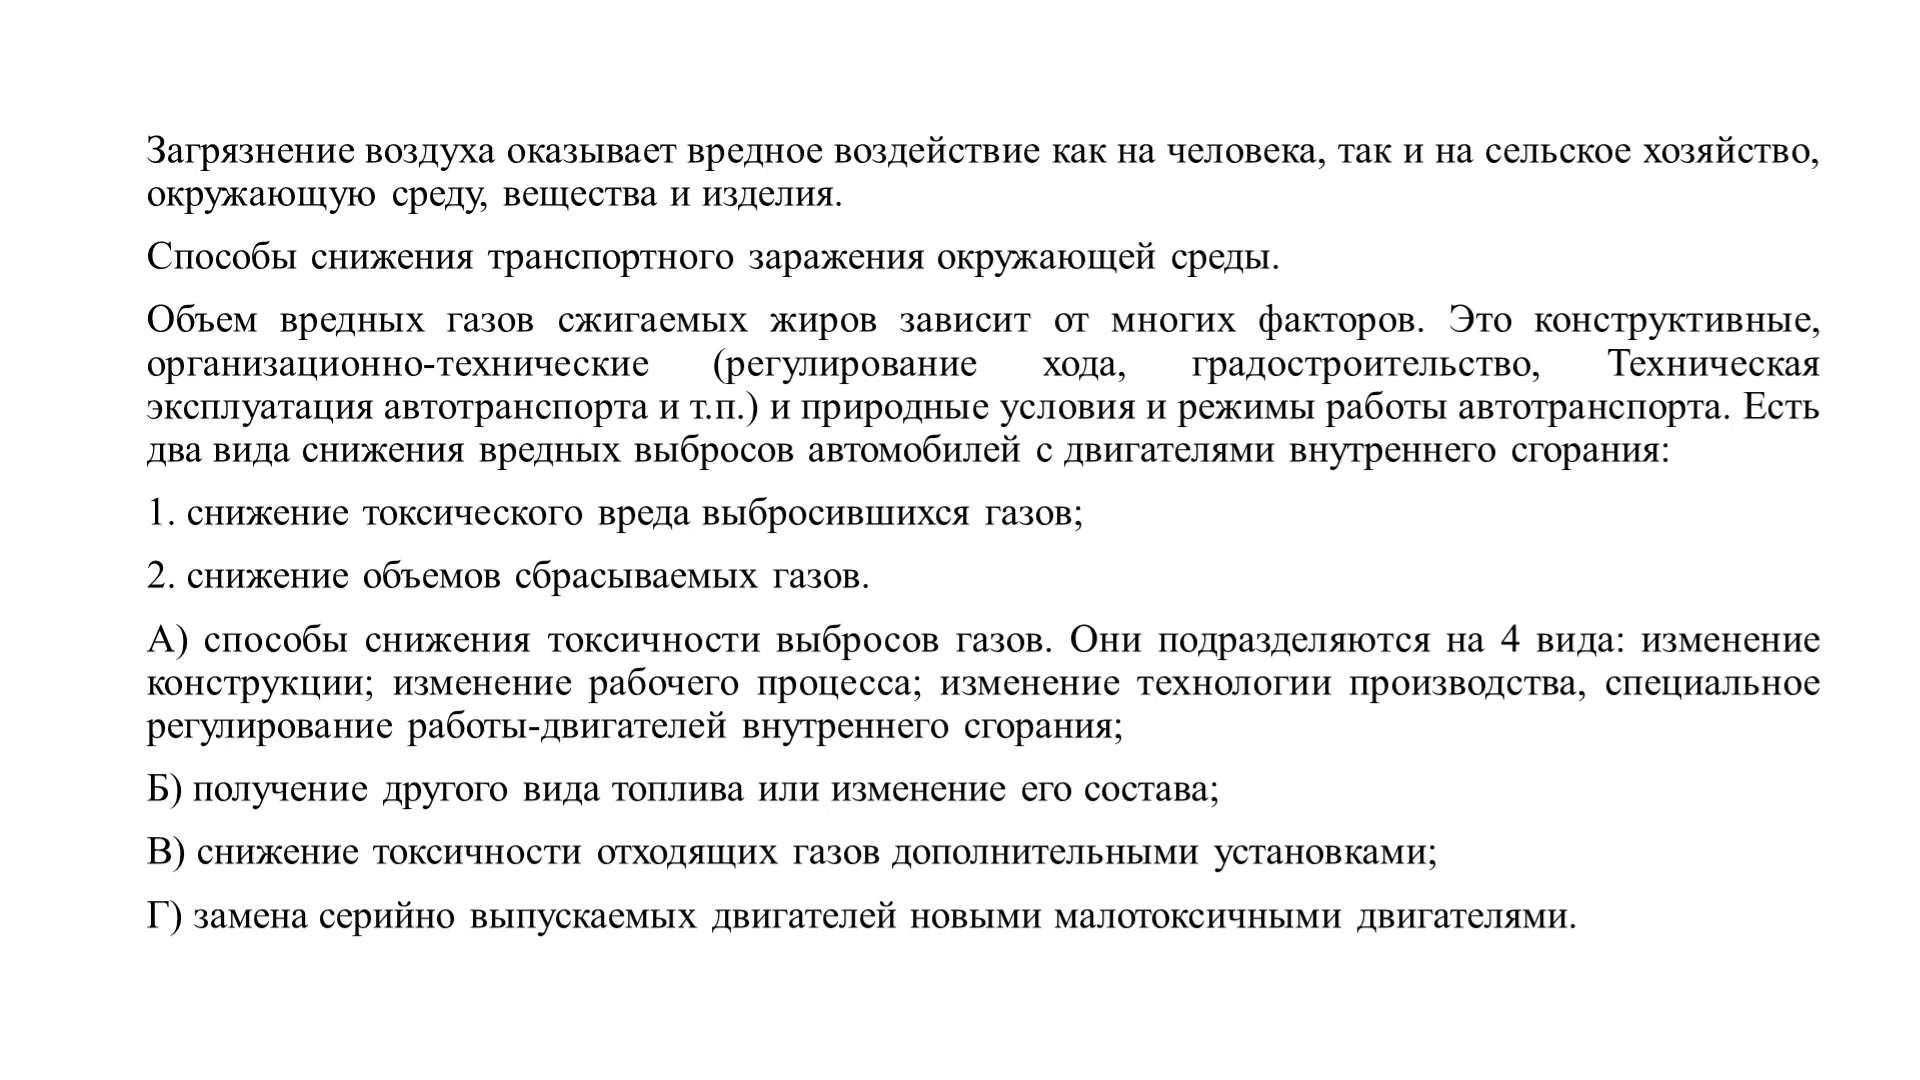 Загрязнение воздуха оказывает вредное воздействие как на человека, так и на сельское хозяйство,
окружающую среду, вещества и изделия.
Способы снижения транспортного заражения окружающей среды.
Объем вредных газов сжигаемых жиров зависит от многих факторов. Это конструктивные,
организационно-технические (регулирование хода, градостроительство, Техническая
эксплуатация автотранспорта и т.п.) и природные условия и режимы работы автотранспорта. Есть
два вида снижения вредных выбросов автомобилей с двигателями внутреннего сгорания:
1. снижение токсического вреда выбросившихся газов;
2. снижение объемов сбрасываемых газов.
А) способы снижения токсичности выбросов газов. Они подразделяются на 4 вида: изменение
конструкции; изменение рабочего процесса; изменение технологии производства, специальное
регулирование работы-двигателей внутреннего сгорания;
Б) получение другого вида топлива или изменение его состава;
В) снижение токсичности отходящих газов дополнительными установками;
Г) замена серийно выпускаемых двигателей новыми малотоксичными двигателями.